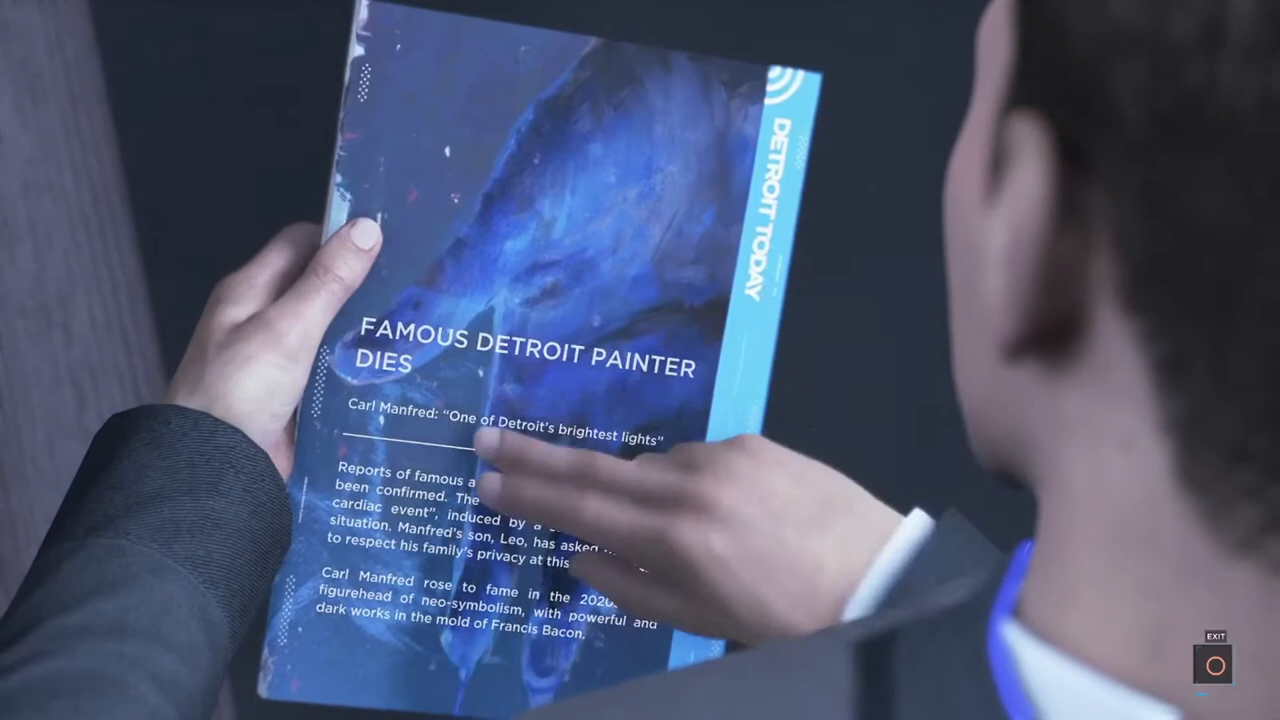 DETROIT TODAY
FAMOUS DETROIT PAINTER
DIES
Carl Manfred: “One of Detroit's brightest lights”
Reports of famous
been confirmed. The
cardiac event”, induced by a
situation. Manfred's son, Leo, has asked
to respect his family's privacy at this
Carl Manfred rose to fame in the
figurehead of neo-symbolism, with powerful and
dark works in the mold of Francis Bacon.
EXIT